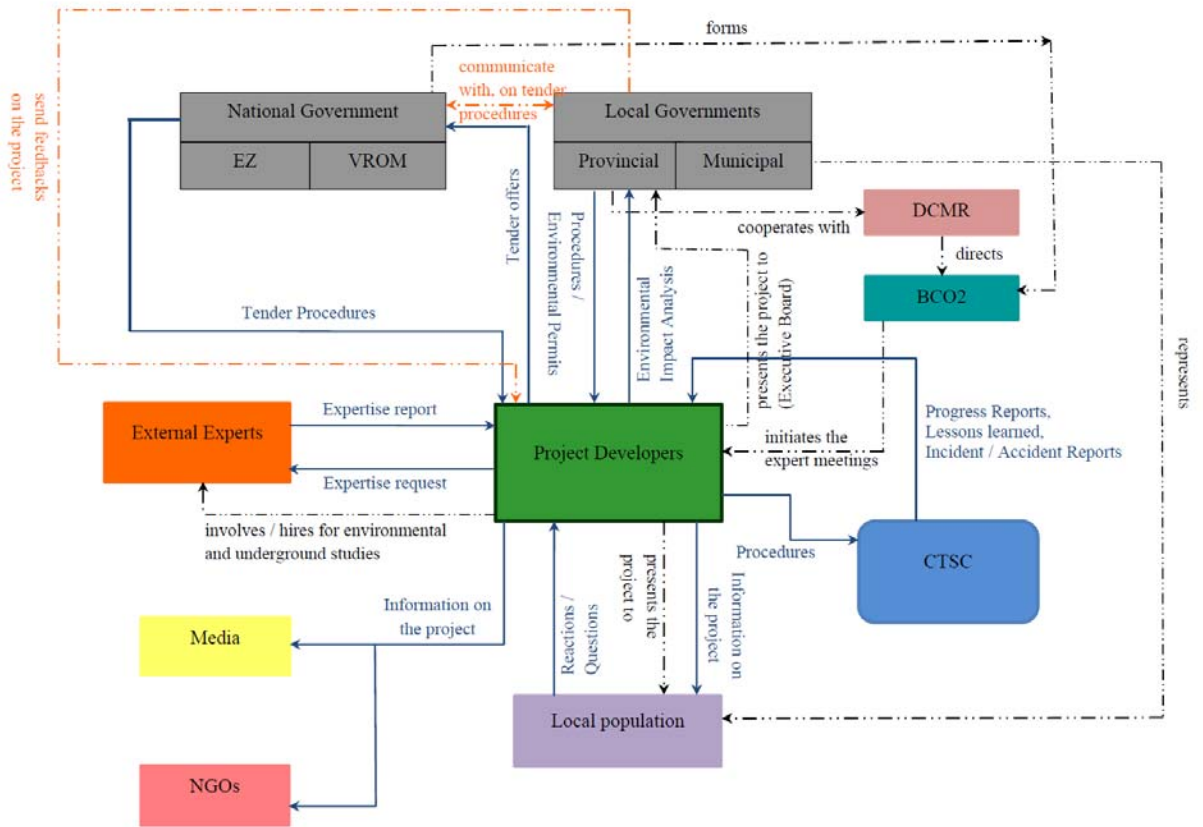 forms
communicate
with, on tender
procedures
send feedbacks
on the project
National Government
EZ
VROM
Local Governments
Provincial
Municipal
DCMR
cooperates with
directs
BCO2
Tender offers
Procedures /
Environmental Permits
Environmental
Impact Analysis
presents the project to
(Executive Board)
represents
Tender Procedures
External Experts
Expertise report
Expertise request
Project Developers
initiates the
expert meetings
Progress Reports,
Lessons learned,
Incident / Accident Reports
involves / hires for environmental
and underground studies
Procedures
CTSC
Information on
the project
Media
Reactions /
Questions
presents the
project to
Information on
the project
Local population
NGOs